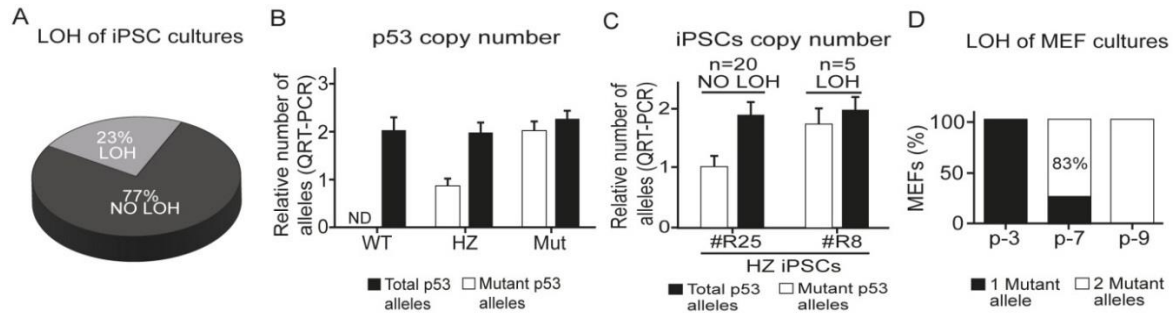 A
LOH of iPSC cultures
23%
LOH
77%
NO LOH
B
p53 copy number
Relative number of
alleles (QRT-PCR)
3
2
1
0
ND
WT HZ Mut
Total p53
alleles
Mutant p53
alleles
C
iPSCs copy number
n=20 n=5
NO LOH LOH
Relative number of
alleles (QRT-PCR)
2
1
0
#R25 #R8
HZ iPSCs
Total p53
alleles
Mutant p53
alleles
D
LOH of MEF cultures
MEFs (%)
100
50
0
83%
p-3 p-7 p-9
1 Mutant
allele
2 Mutant
alleles